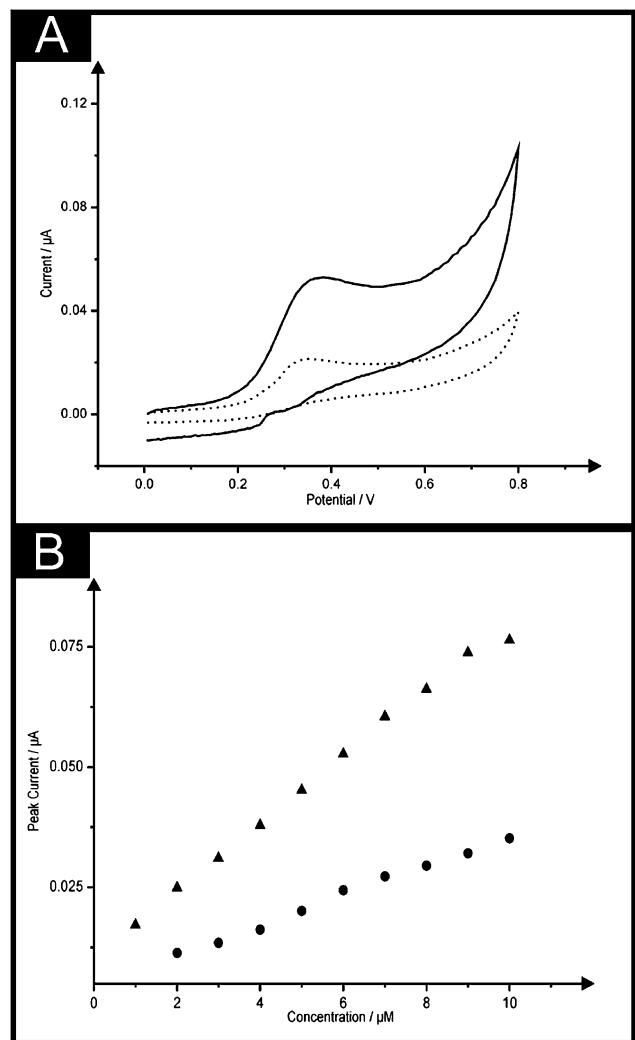 A
0.12
0.08
0.04
0.00
Current / µA
0.0 0.2 0.4 0.6 0.8
Potential / V
B
0.075
0.050
0.025
Peak Current / µA
0 2 4 6 8 10
Concentration / µM